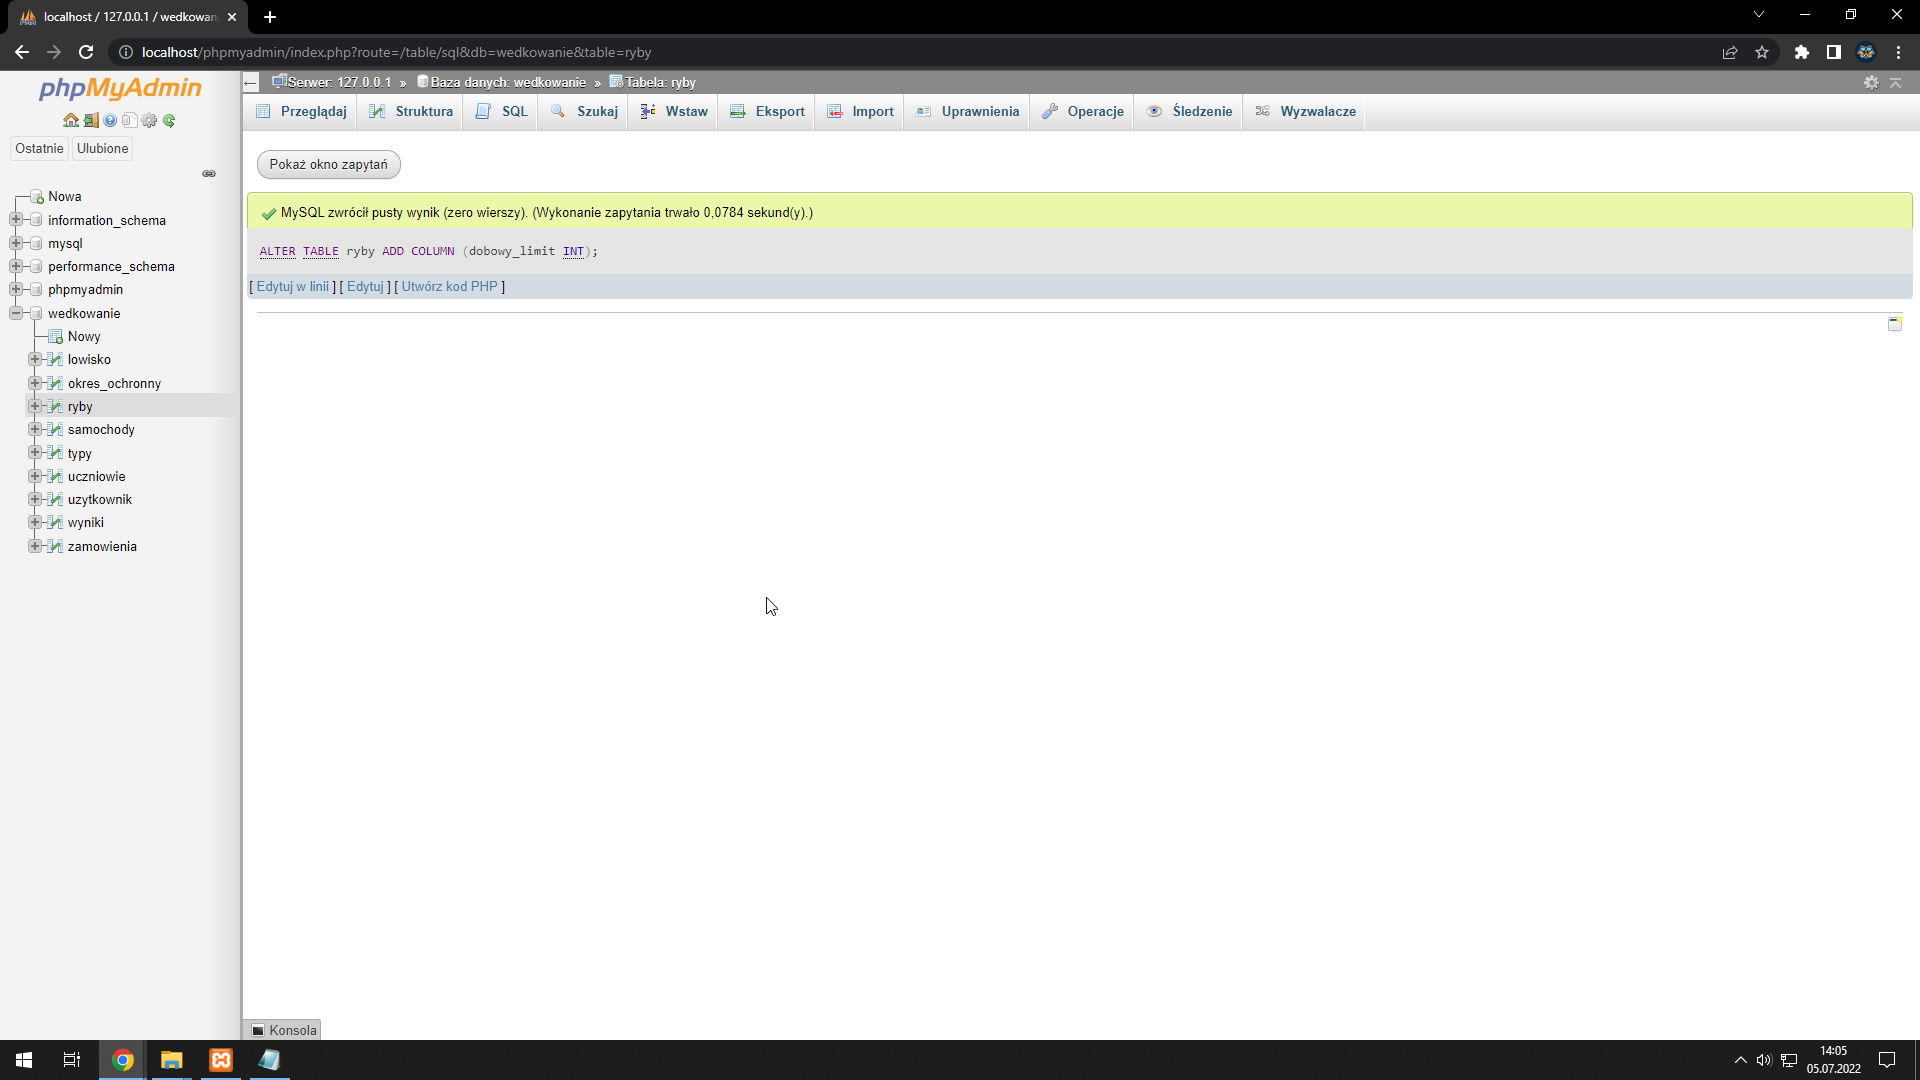 localhost / 127.0.0.1 / wedkowan
localhost/phpmyadmin/index.php?route=/table/sql&db=wedkowanie&table=ryby
phpMyAdmin
Ostatnie Ulubione
Nowa
information_schema
mysql
performance_schema
phpmyadmin
wedkowanie
Nowy
lowisko
okres_ochronny
ryby
samochody
typy
uczniowie
uzytkownik
wyniki
zamowienia
Serwer: 127.0.0.1 » Baza danych: wedkowanie » Tabela: ryby
Przeglądaj Struktura SQL Szukaj Wstaw Eksport Import Uprawnienia Operacje Śledzenie Wyzwalacze
Pokaż okno zapytań
MySQL zwrócił pusty wynik (zero wierszy). (Wykonanie zapytania trwało 0,0784 sekund(y).)
ALTER TABLE ryby ADD COLUMN (dobowy_limit INT);
[ Edytuj w linii ] [ Edytuj ] [ Utwórz kod PHP ]
Konsola
14:05
05.07.2022